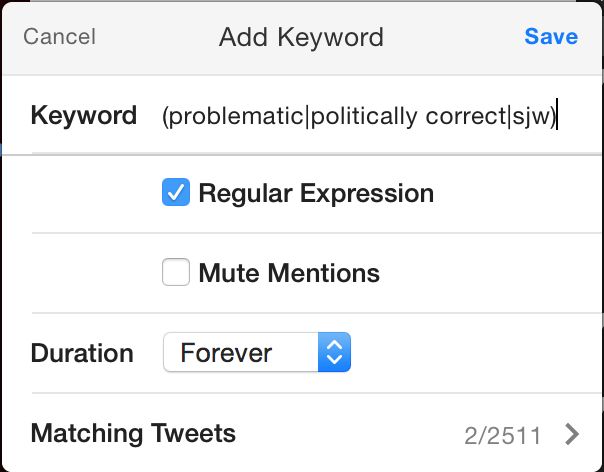 Cancel Add Keyword Save
Keyword (problematic|politically correct|sjw)
Regular Expression
Mute Mentions
Duration Forever
Matching Tweets 2/2511